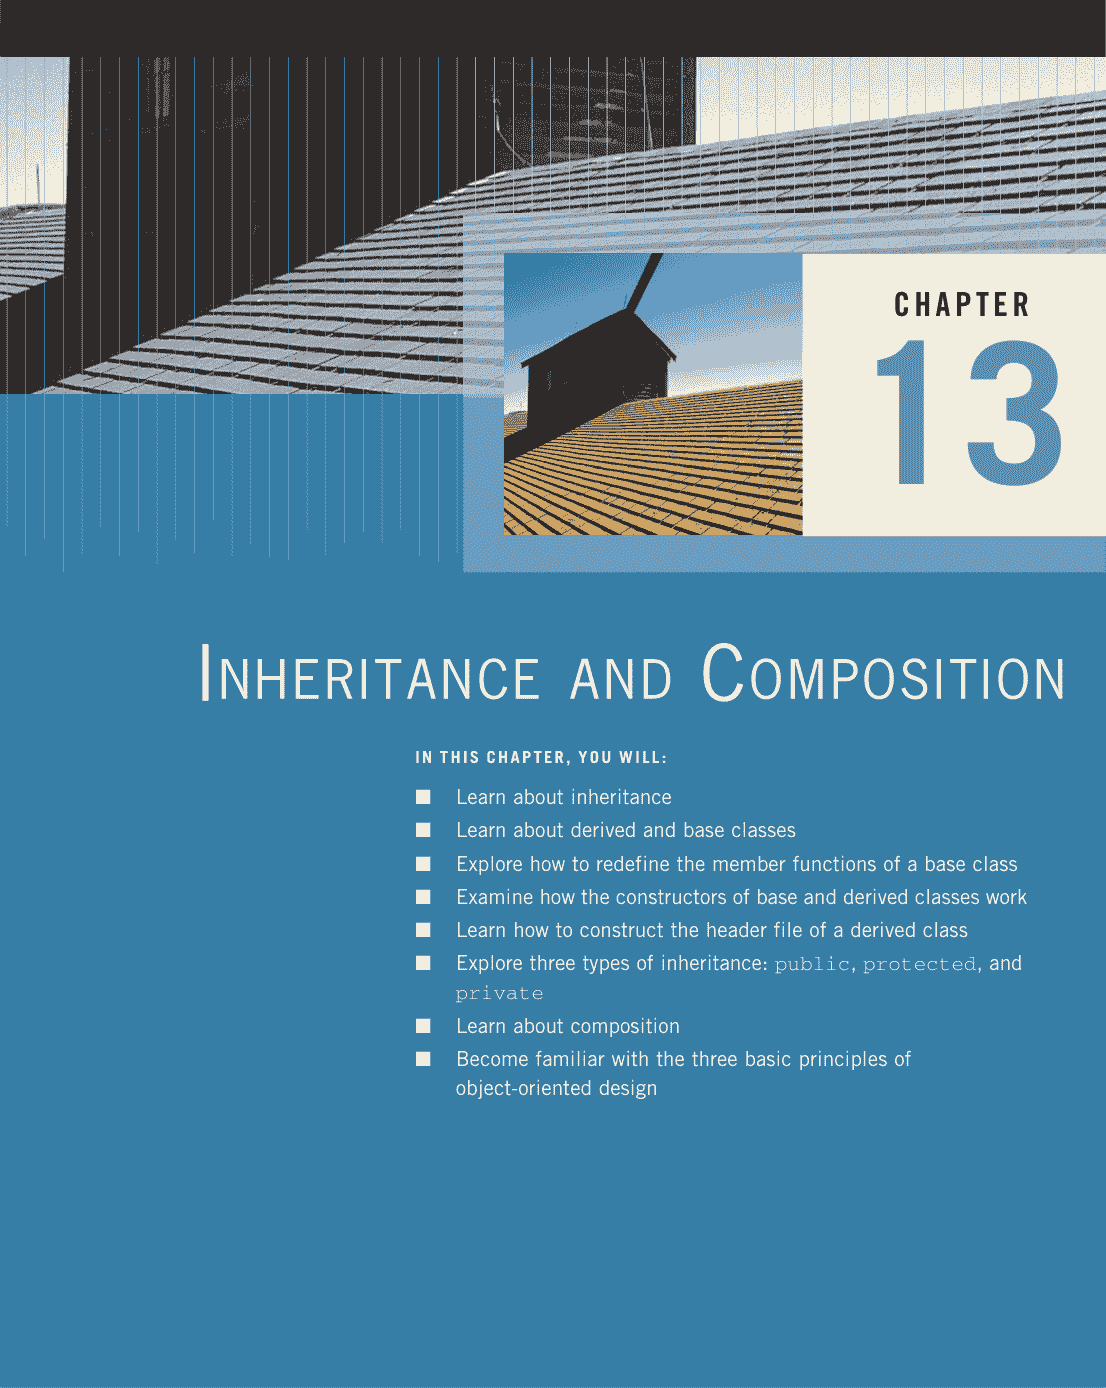 CHAPTER
13
INHERITANCE AND COMPOSITION
IN THIS CHAPTER, YOU WILL:
■ Learn about inheritance
■ Learn about derived and base classes
■ Explore how to redefine the member functions of a base class
■ Examine how the constructors of base and derived classes work
■ Learn how to construct the header file of a derived class
■ Explore three types of inheritance: public, protected, and
private
■ Learn about composition
■ Become familiar with the three basic principles of
object-oriented design